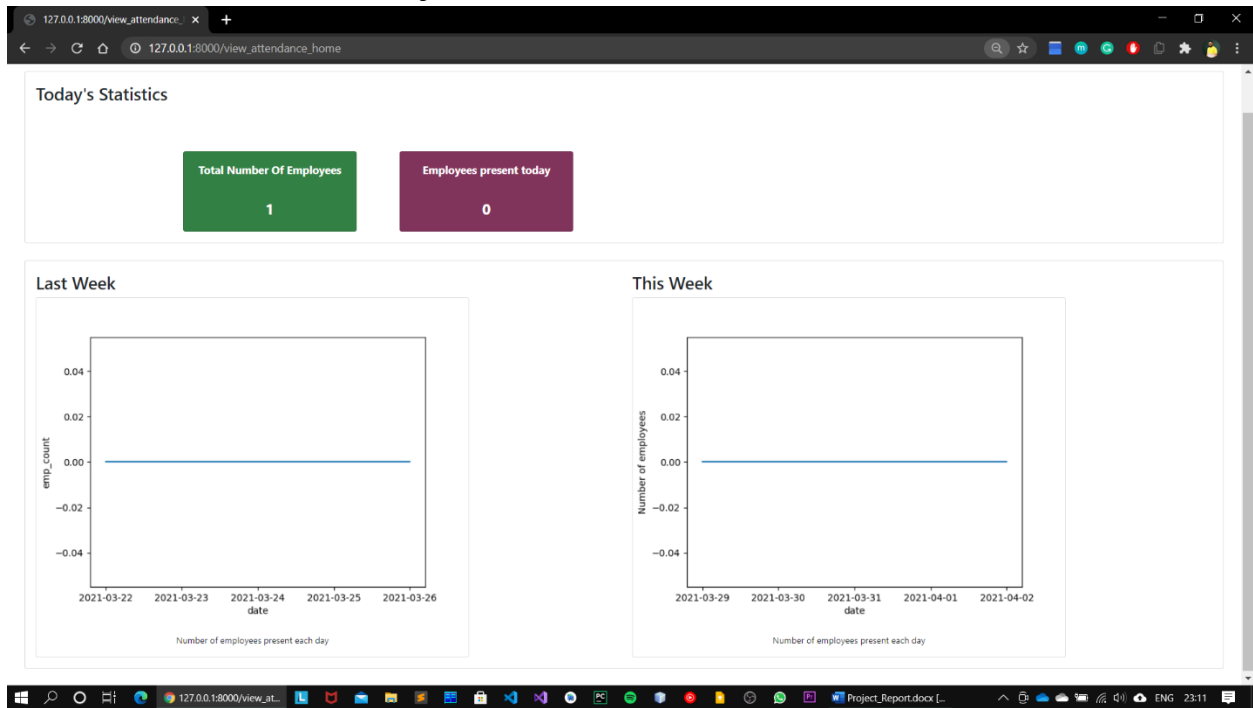 127.0.0.1:8000/view_attendance_
127.0.0.1:8000/view_attendance_home
Today's Statistics
Total Number Of Employees
1
Employees present today
0
Last Week
0.04
0.02
0.00
−0.02
−0.04
emp_count
2021-03-22 2021-03-23 2021-03-24 2021-03-25 2021-03-26
date
Number of employees present each day
This Week
0.04
0.02
0.00
−0.02
−0.04
Number of employees
2021-03-29 2021-03-30 2021-03-31 2021-04-01 2021-04-02
date
Number of employees present each day
127.0.0.1:8000/view_at...
Project_Report.docx [...
ENG 23:11